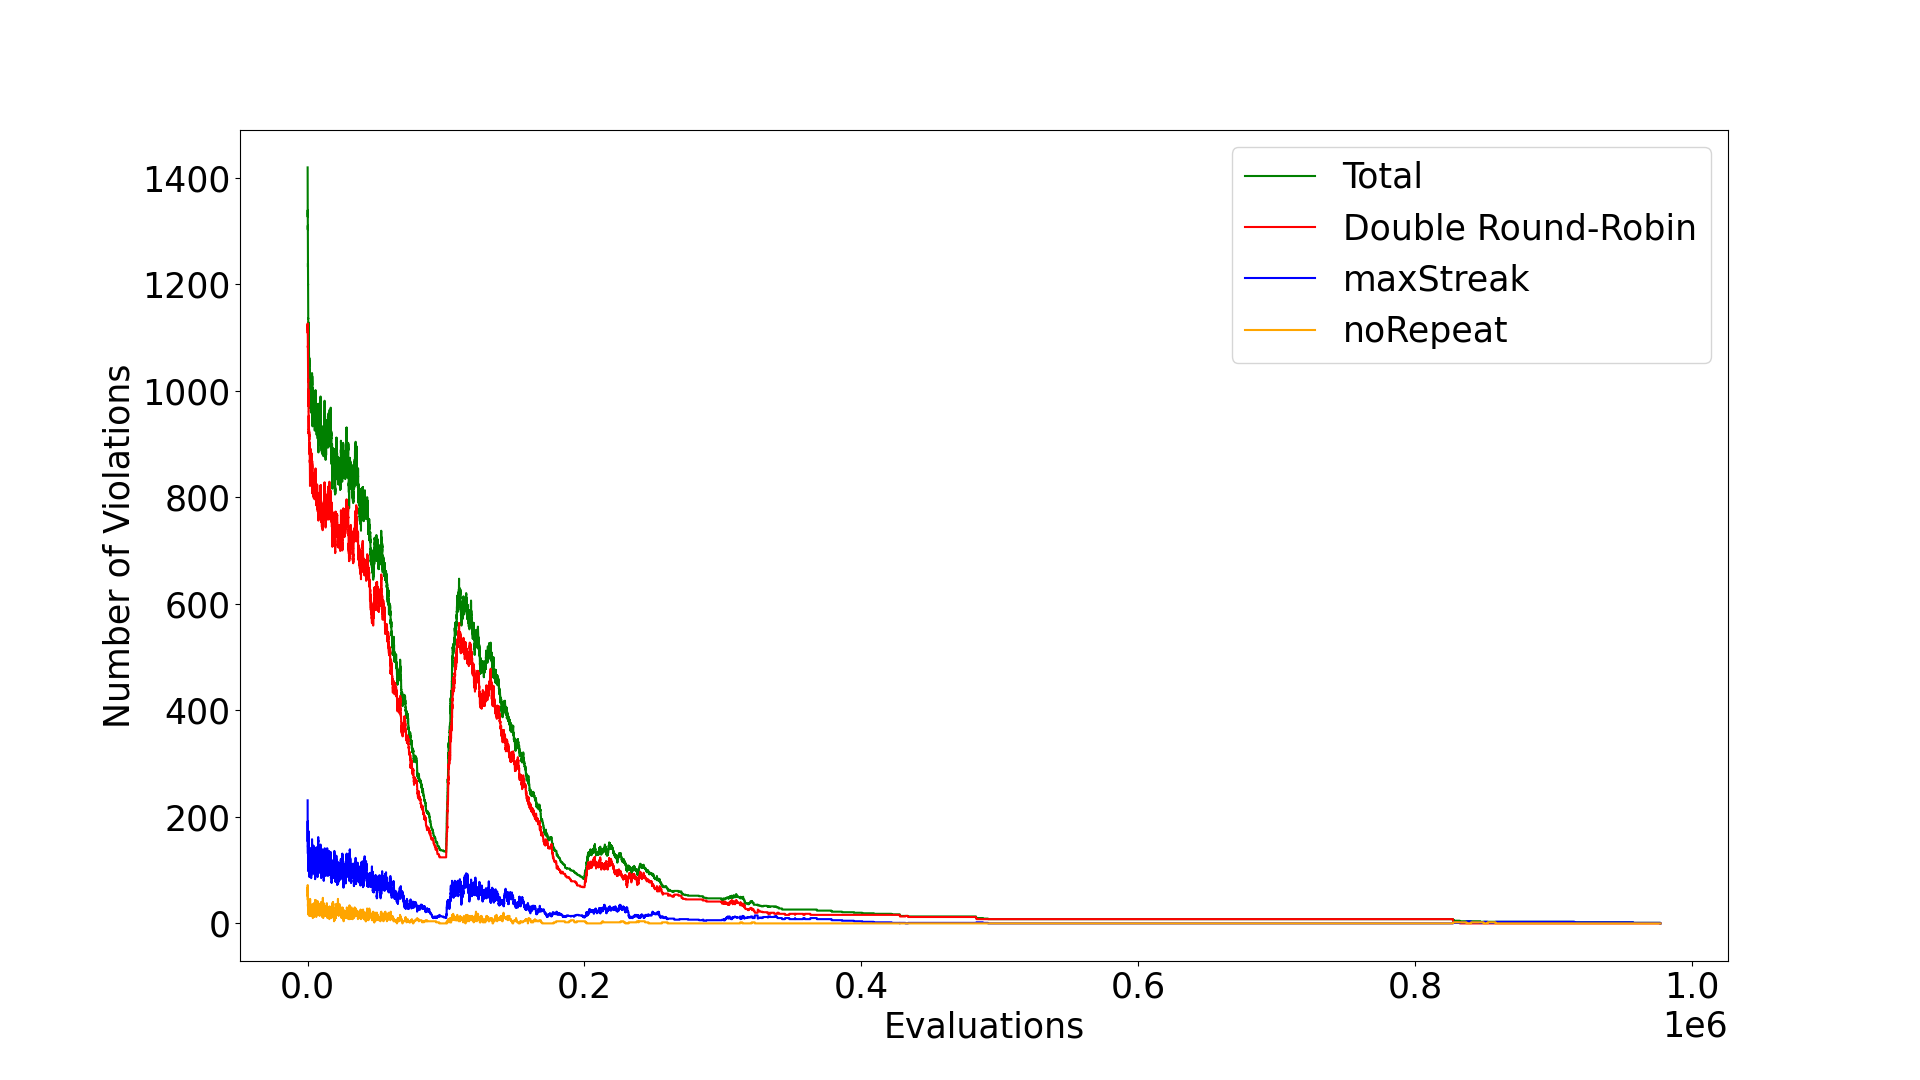 Total
Double Round-Robin
maxStreak
noRepeat
Number of Violations
1400
1200
1000
800
600
400
200
0
0.0 0.2 0.4 0.6 0.8 1.0
1e6
Evaluations